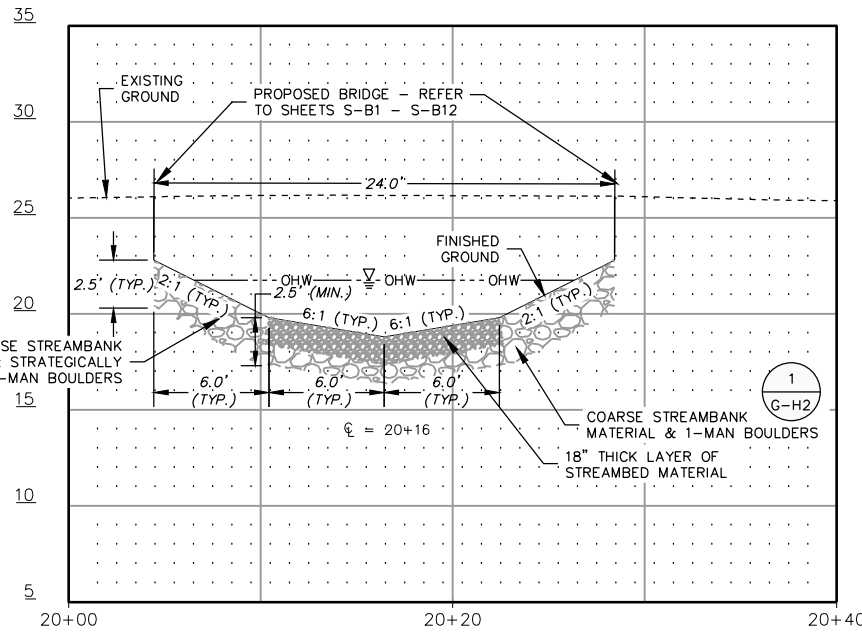 35
EXISTING
GROUND
PROPOSED BRIDGE – REFER
TO SHEETS S–B1 – S–B12
30
24.0'
25
FINISHED
GROUND
2.5' (TYP.)
2:1 (TYP.)
OHW
OHW
OHW
2.5' (MIN.)
6:1 (TYP.)
6:1 (TYP.)
2:1 (TYP.)
20
SE STREAMBANK
STRATEGICALLY
–MAN BOULDERS
6.0'
(TYP.)
6.0'
(TYP.)
6.0'
(TYP.)
15
1
G–H2
COARSE STREAMBANK
MATERIAL & 1–MAN BOULDERS
℄ = 20+16
18" THICK LAYER OF
STREAMBED MATERIAL
10
5
20+00
20+20
20+40